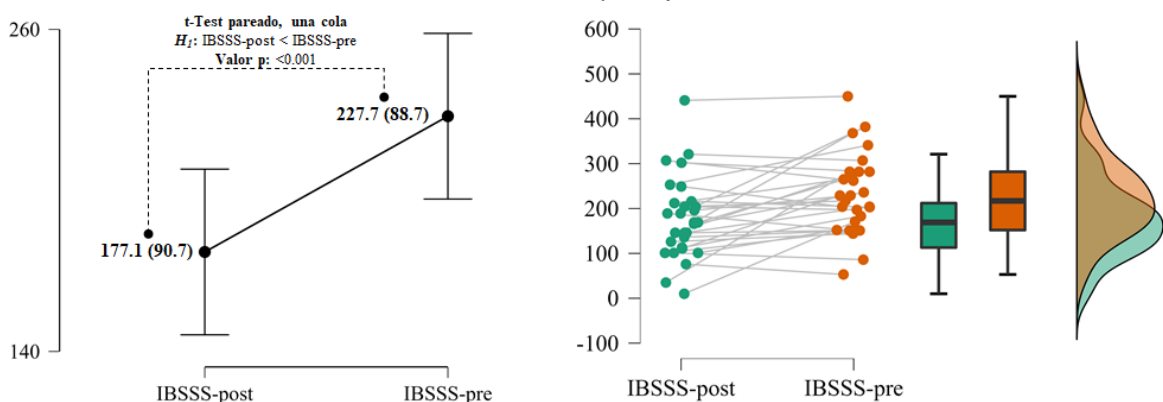 t-Test pareado, una cola
H₁: IBSSS-post < IBSSS-pre
Valor p: <0.001
260
227.7 (88.7)
177.1 (90.7)
140
IBSSS-post
IBSSS-pre
600
500
400
300
200
100
0
-100
IBSSS-post
IBSSS-pre